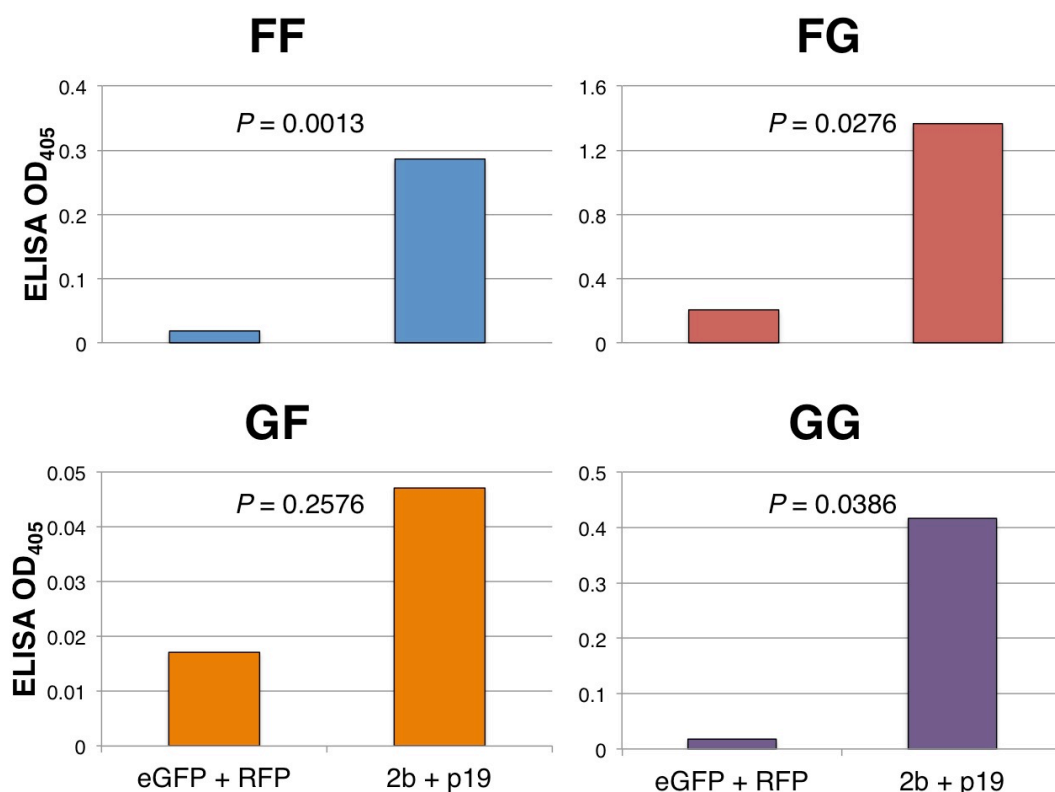 FF
ELISA OD405
0.4
0.3
0.2
0.1
0
P = 0.0013
FG
1.6
1.2
0.8
0.4
0
P = 0.0276
GF
ELISA OD405
0.05
0.04
0.03
0.02
0.01
0
P = 0.2576
eGFP + RFP
2b + p19
GG
0.5
0.4
0.3
0.2
0.1
0
P = 0.0386
eGFP + RFP
2b + p19